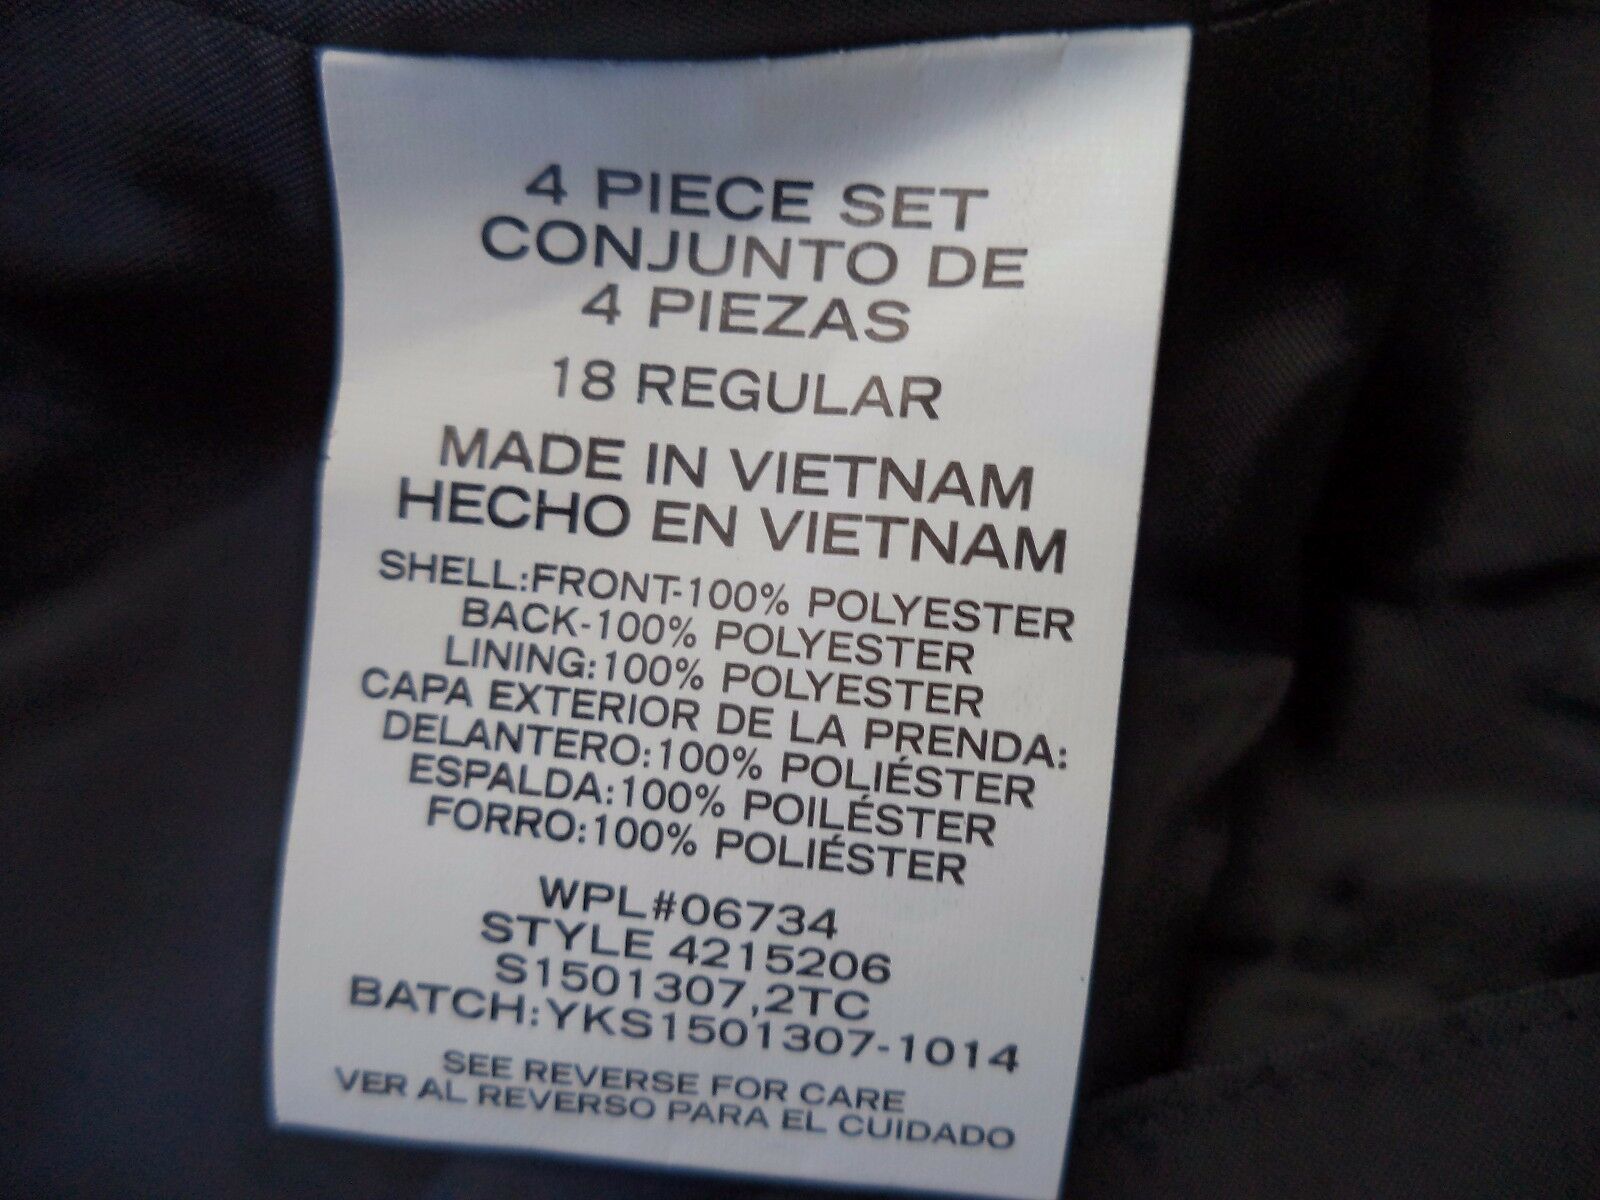 4 PIECE SET
CONJUNTO DE
4 PIEZAS
18 REGULAR
MADE IN VIETNAM
HECHO EN VIETNAM
SHELL:FRONT-100% POLYESTER
BACK-100% POLYESTER
LINING:100% POLYESTER
CAPA EXTERIOR DE LA PRENDA:
DELANTERO:100% POLIÉSTER
ESPALDA:100% POILÉSTER
FORRO:100% POLIÉSTER
WPL#06734
STYLE 4215206
S1501307,2TC
BATCH:YKS1501307-1014
SEE REVERSE FOR CARE
VER AL REVERSO PARA EL CUIDADO